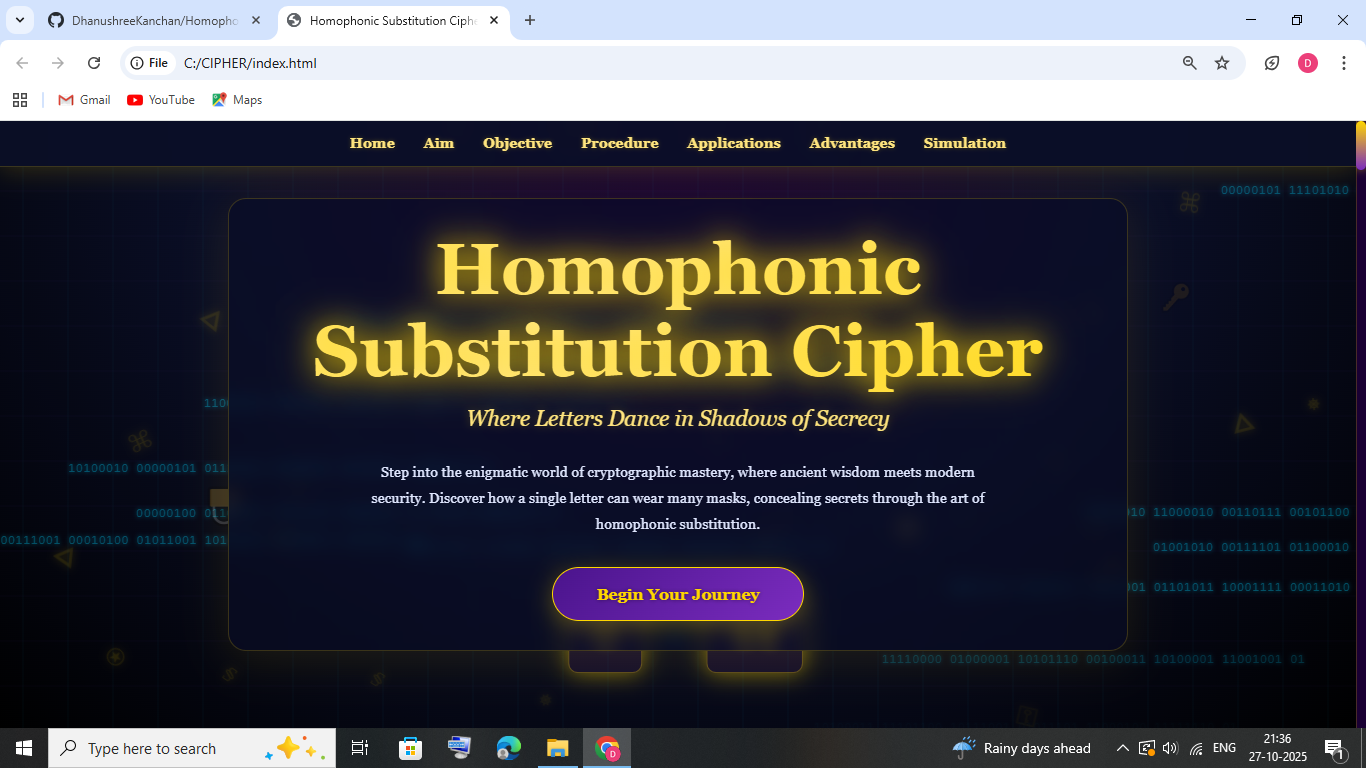 DhanushreeKanchan/Homopho
Homophonic Substitution Ciph
File
C:/CIPHER/index.html
D
Gmail
YouTube
Maps
Home Aim Objective Procedure Applications Advantages Simulation
00000101 11101010
Homophonic
Substitution Cipher
Where Letters Dance in Shadows of Secrecy
Step into the enigmatic world of cryptographic mastery, where ancient wisdom meets modern
security. Discover how a single letter can wear many masks, concealing secrets through the art of
homophonic substitution.
Begin Your Journey
1100
10100010 00000101 011
00000100 011
00111001 00010100 01011001 101
010 11000010 00110111 00101100
01001010 00111101 01100010
001 01101011 10001111 00011010
11110000 01000001 10101110 00100011 10100001 11001001 01
Type here to search
D
Rainy days ahead
ENG
21:36
27-10-2025
1